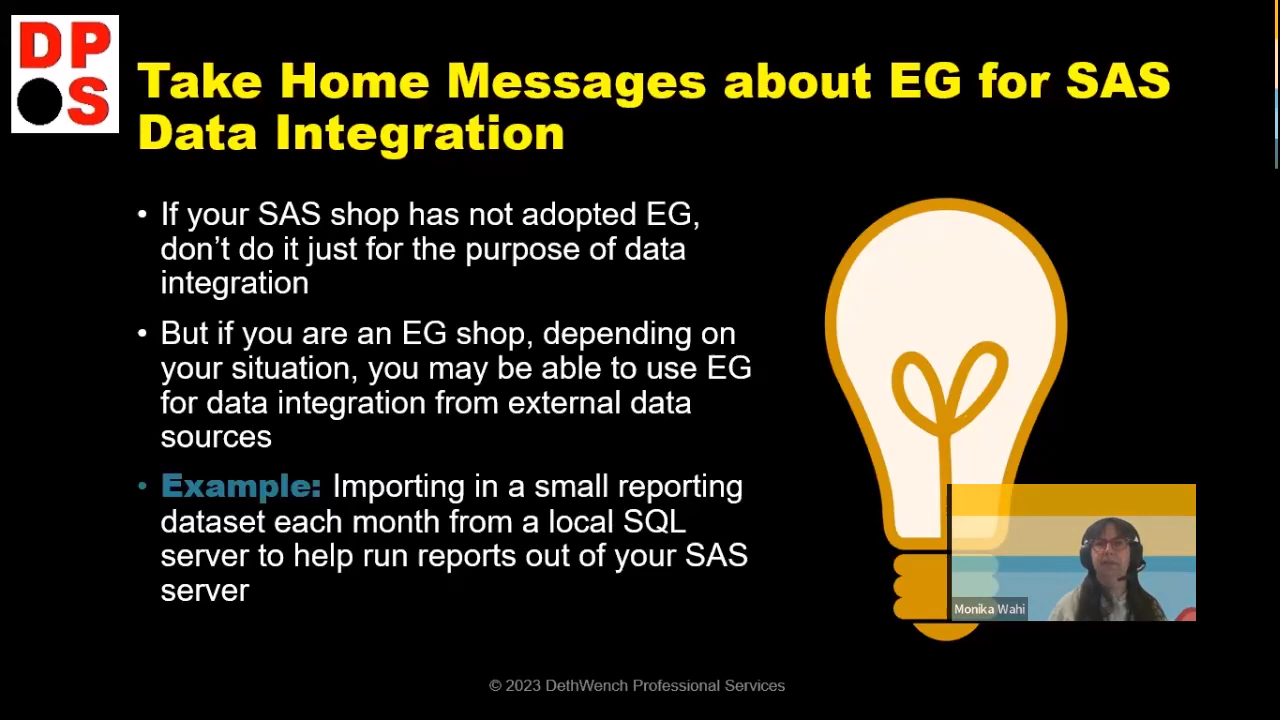 DP
S
Take Home Messages about EG for SAS
Data Integration
• If your SAS shop has not adopted EG,
don’t do it just for the purpose of data
integration
• But if you are an EG shop, depending on
your situation, you may be able to use EG
for data integration from external data
sources
• Example: Importing in a small reporting
dataset each month from a local SQL
server to help run reports out of your SAS
server
Monika Wahi
© 2023 DethWench Professional Services